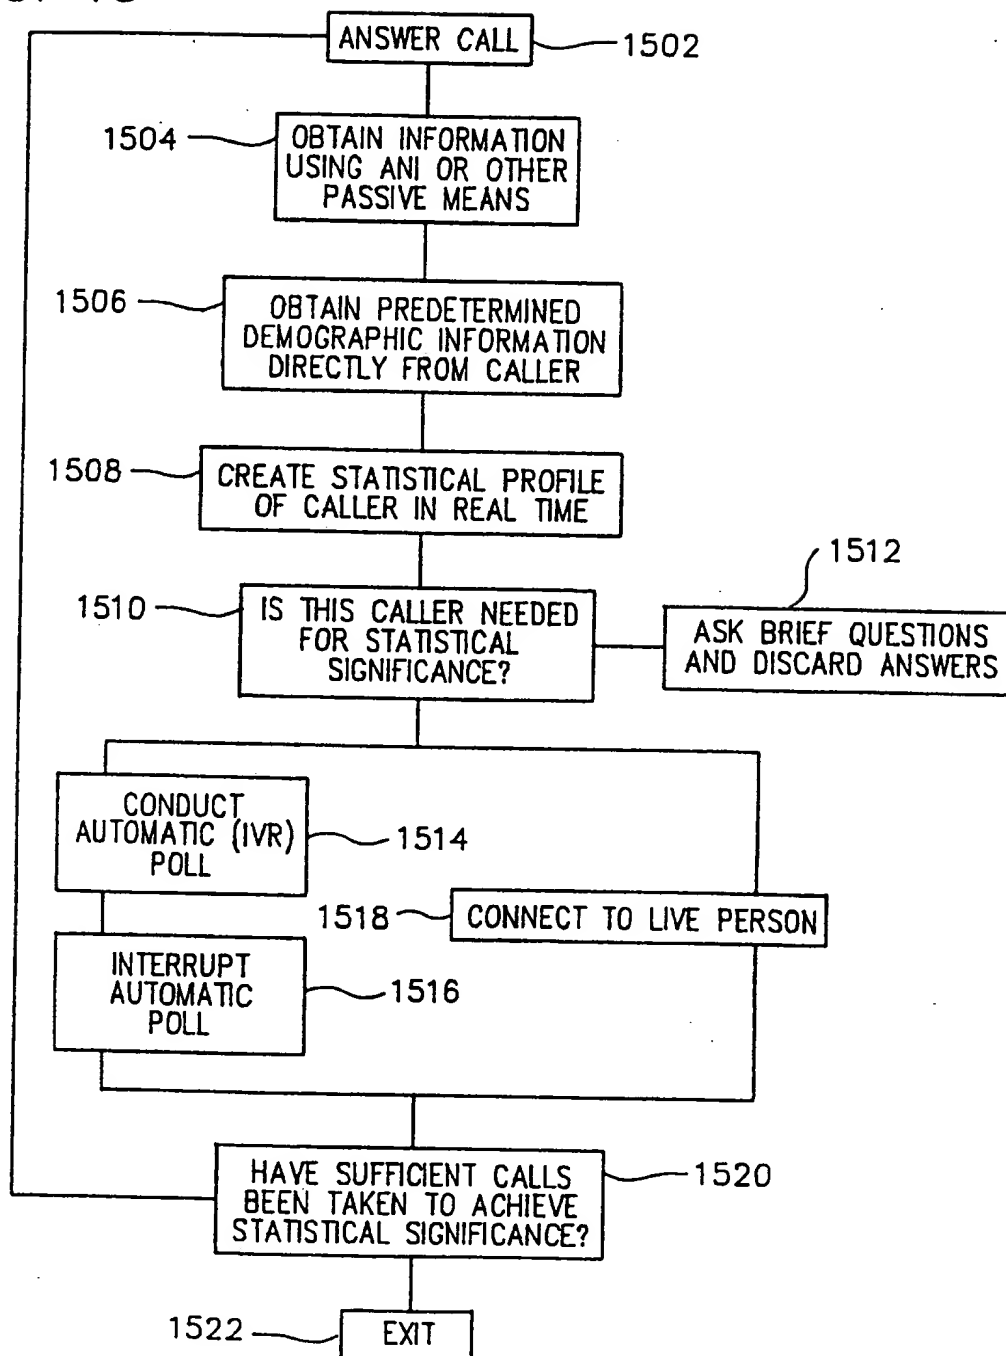 ANSWER CALL
1502
1504
OBTAIN INFORMATION
USING ANI OR OTHER
PASSIVE MEANS
1506
OBTAIN PREDETERMINED
DEMOGRAPHIC INFORMATION
DIRECTLY FROM CALLER
1508
CREATE STATISTICAL PROFILE
OF CALLER IN REAL TIME
1510
IS THIS CALLER NEEDED
FOR STATISTICAL
SIGNIFICANCE?
1512
ASK BRIEF QUESTIONS
AND DISCARD ANSWERS
CONDUCT
AUTOMATIC (IVR)
POLL
1514
1518
CONNECT TO LIVE PERSON
INTERRUPT
AUTOMATIC
POLL
1516
HAVE SUFFICIENT CALLS
BEEN TAKEN TO ACHIEVE
STATISTICAL SIGNIFICANCE?
1520
1522
EXIT